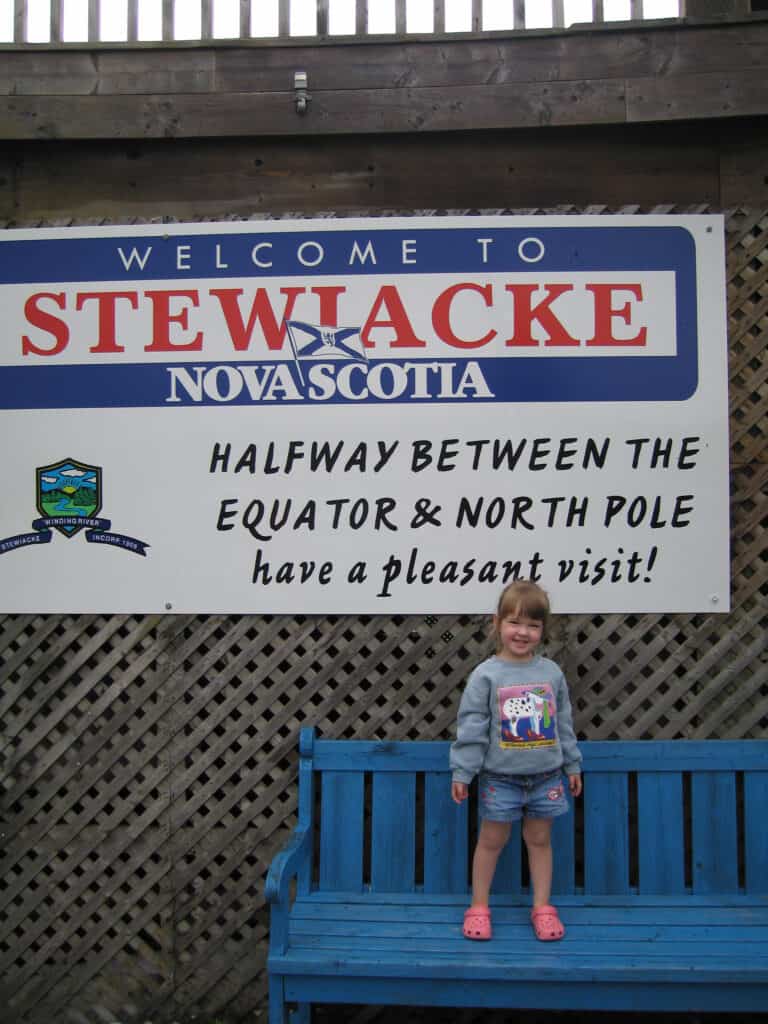 WELCOME TO
STEWIACKE
NOVA SCOTIA
HALFWAY BETWEEN THE
EQUATOR & NORTH POLE
have a pleasant visit!
"WINDING RIVER"
STEWIACKE INCORP. 1906